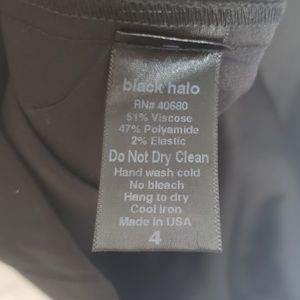 black halo
RN# 40680
51% Viscose
47% Polyamide
2% Elastic
Do Not Dry Clean
Hand wash cold
No bleach
Hang to dry
Cool iron
Made in USA
4